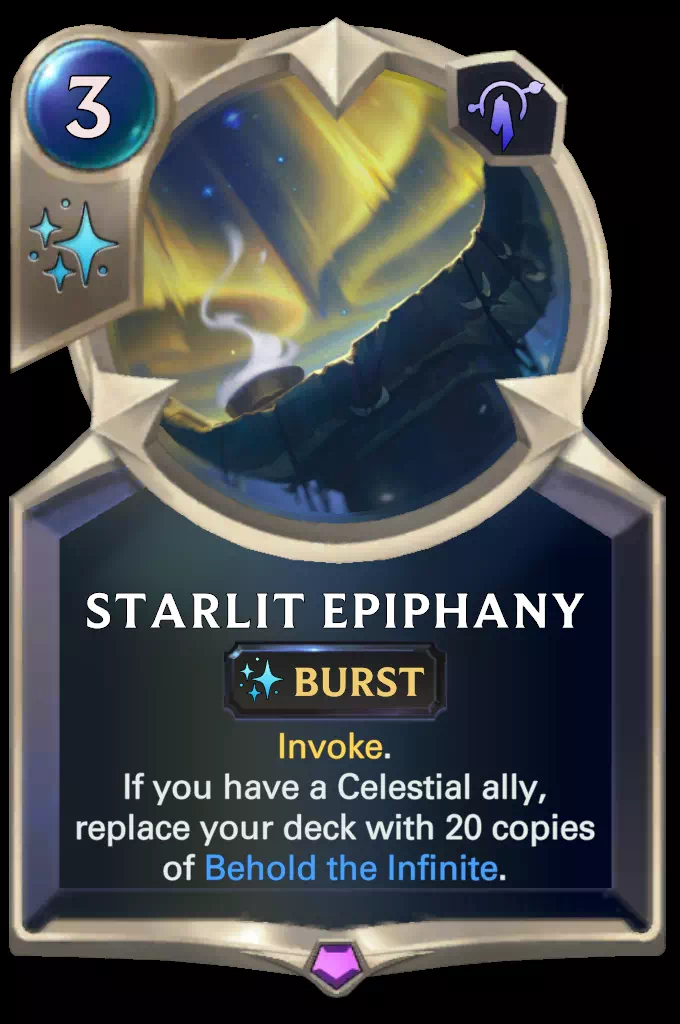 3
STARLIT EPIPHANY
BURST
Invoke.
If you have a Celestial ally,
replace your deck with 20 copies
of Behold the Infinite.